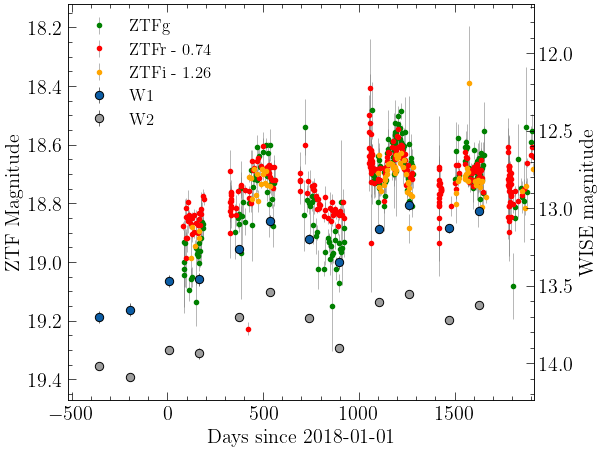 ZTFg
ZTFr - 0.74
ZTFi - 1.26
W1
W2
18.2
18.4
18.6
18.8
19.0
19.2
19.4
ZTF Magnitude
12.0
12.5
13.0
13.5
14.0
WISE magnitude
−500
0
500
1000
1500
Days since 2018-01-01